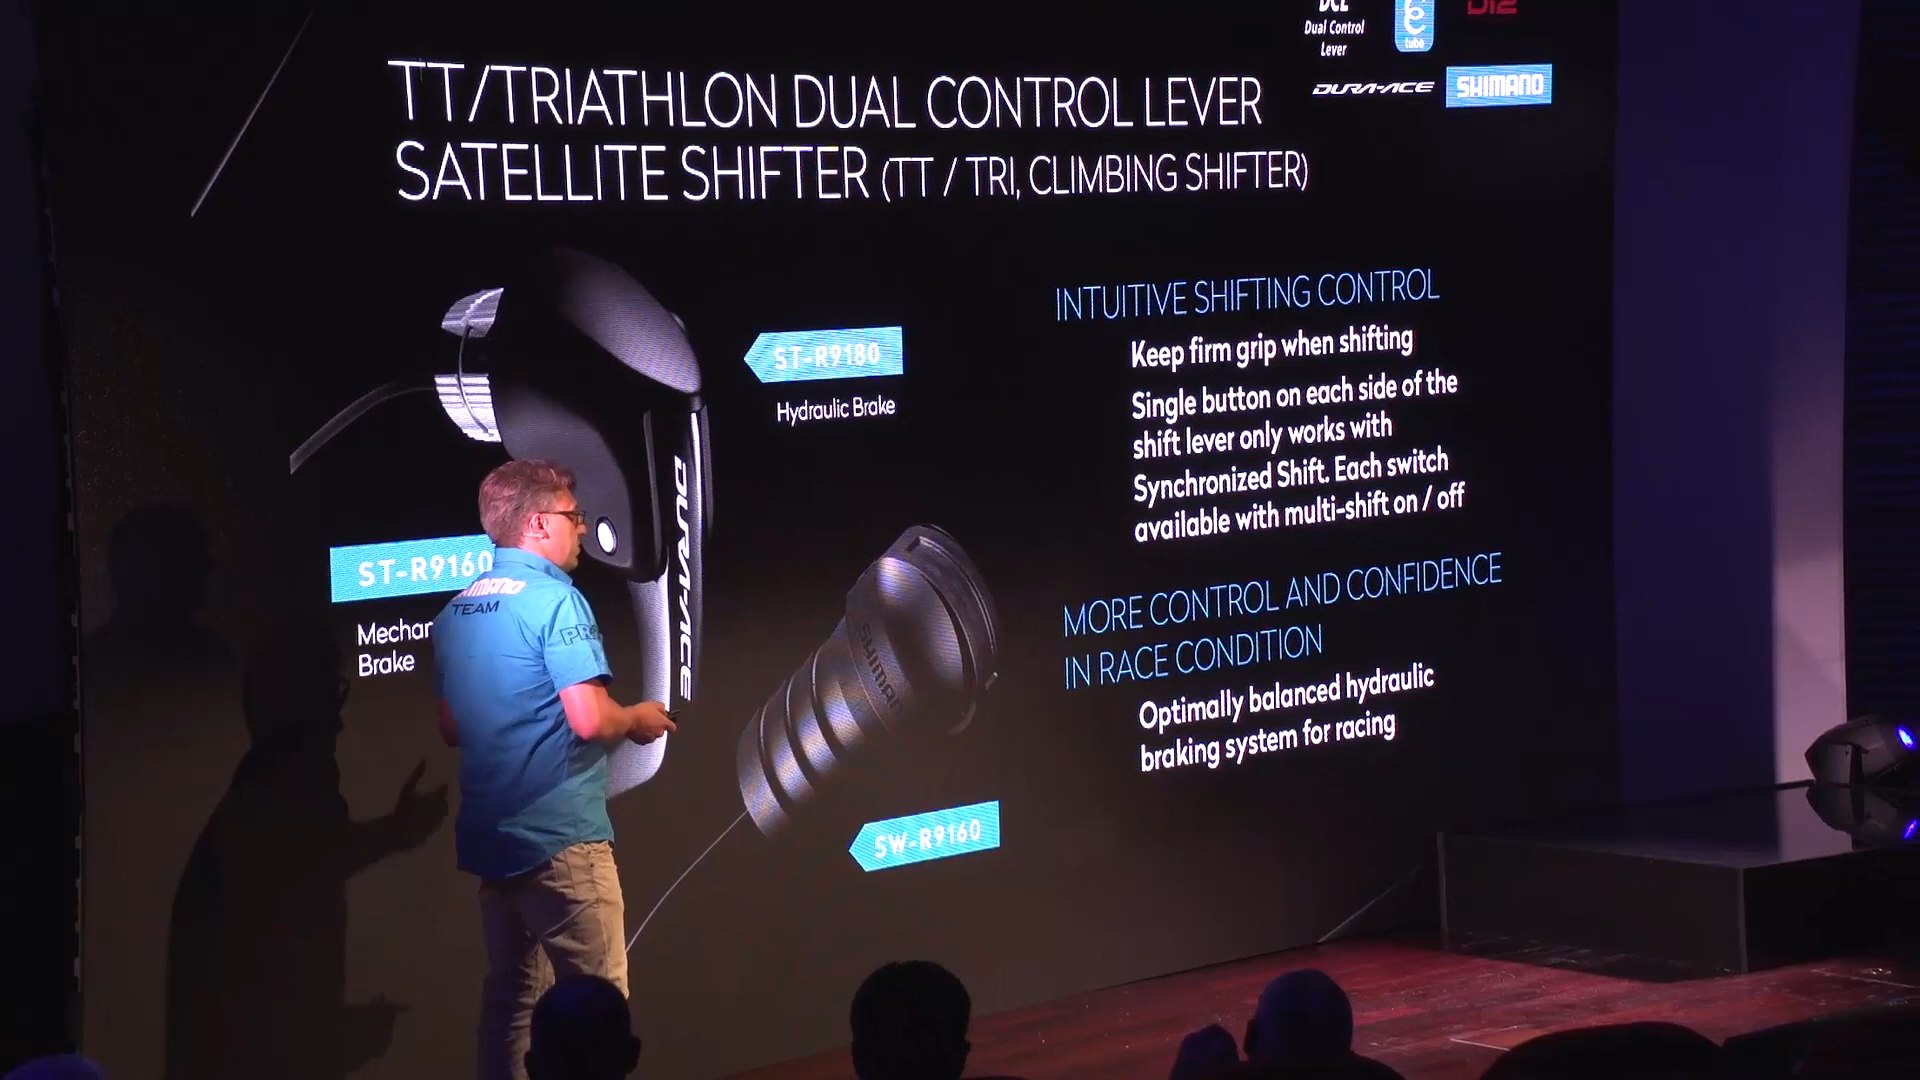 Dual Control
Lever
tube
DURA-ACE SHIMANO
TT/TRIATHLON DUAL CONTROL LEVER
SATELLITE SHIFTER (TT / TRI, CLIMBING SHIFTER)
ST-R9180
Hydraulic Brake
DURA-ACE
ST-R9160
Brake
TEAM
SHIMANO
SW-R9160
INTUITIVE SHIFTING CONTROL
Keep firm grip when shifting
Single button on each side of the
shift lever only works with
Synchronized Shift. Each switch
available with multi-shift on / off
MORE CONTROL AND CONFIDENCE
IN RACE CONDITION
Optimally balanced hydraulic
braking system for racing